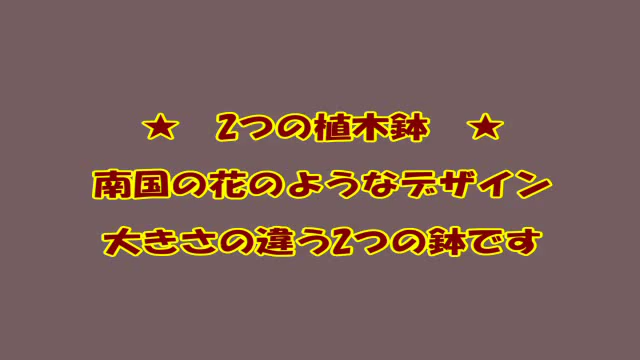 ★　2つの植木鉢　★
南国の花のようなデザイン
大きさの違う2つの鉢です